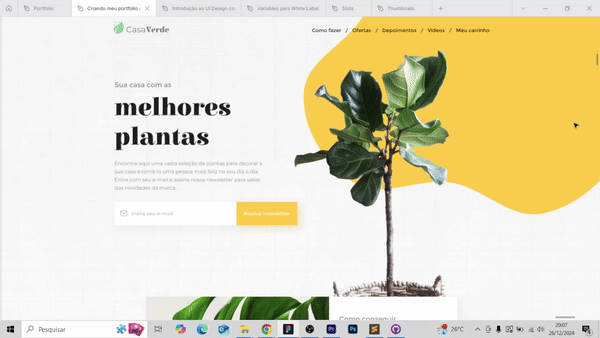 Portfolio
Criando meu portfolio
Introdução ao UI Design co
Variables para White Label
Slots
Thumbnails
CasaVerde
Como fazer / Ofertas / Depoimentos / Vídeos / Meu carrinho
Sua casa com as
melhores
plantas
Encontre aqui uma vasta seleção de plantas para decorar a
sua casa e torná-lo uma pessoa mais feliz no seu dia a dia.
Entre com seu e-mail e assine nossa newsletter para saber
das novidades da marca.
Insira seu e-mail
Assinar newsletter
Como conseguir
Pesquisar
26°C
20:07
26/12/2024